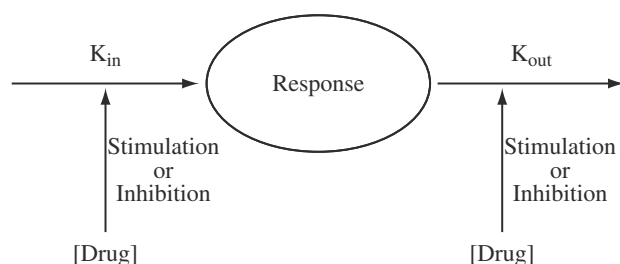 K_in
Response
K_out
Stimulation
or
Inhibition
[Drug]
Stimulation
or
Inhibition
[Drug]